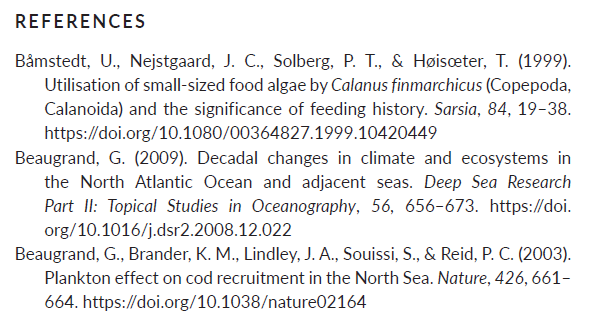 REFERENCES
Båmstedt, U., Nejstgaard, J. C., Solberg, P. T., & Høisœter, T. (1999).
Utilisation of small-sized food algae by Calanus finmarchicus (Copepoda,
Calanoida) and the significance of feeding history. Sarsia, 84, 19–38.
https://doi.org/10.1080/00364827.1999.10420449
Beaugrand, G. (2009). Decadal changes in climate and ecosystems in
the North Atlantic Ocean and adjacent seas. Deep Sea Research
Part II: Topical Studies in Oceanography, 56, 656–673. https://doi.
org/10.1016/j.dsr2.2008.12.022
Beaugrand, G., Brander, K. M., Lindley, J. A., Souissi, S., & Reid, P. C. (2003).
Plankton effect on cod recruitment in the North Sea. Nature, 426, 661–
664. https://doi.org/10.1038/nature02164